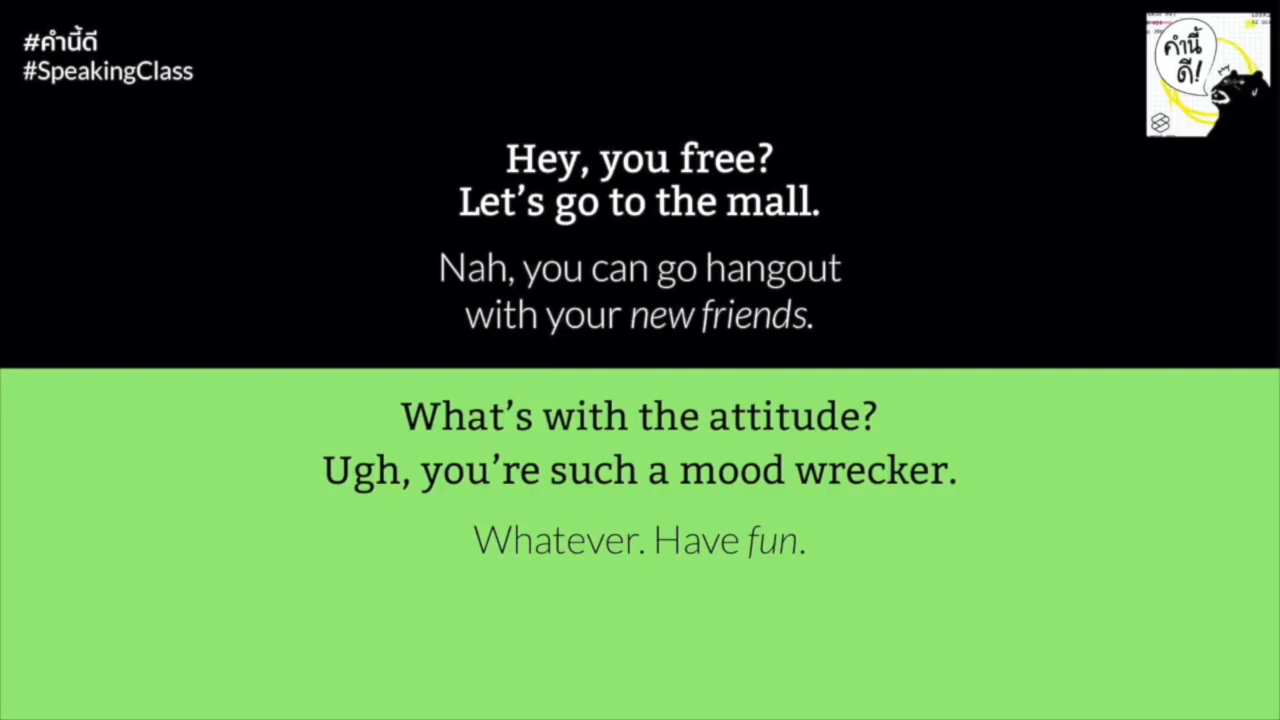 #คำนี้ดี
#SpeakingClass
คำนี้
ดี!
Hey, you free?
Let's go to the mall.
Nah, you can go hangout
with your new friends.
What's with the attitude?
Ugh, you're such a mood wrecker.
Whatever. Have fun.